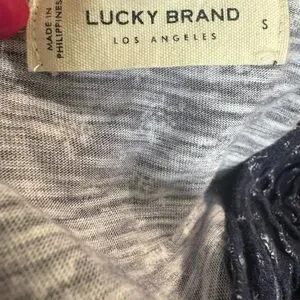 MADE IN
PHILIPPINES
LUCKY BRAND
LOS ANGELES
S